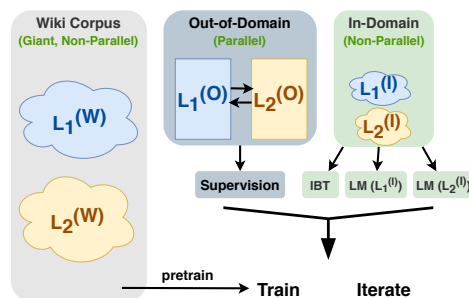 Wiki Corpus
(Giant, Non-Parallel)
L₁⁽ᵂ⁾
L₂⁽ᵂ⁾
Out-of-Domain
(Parallel)
L₁⁽ᴼ⁾
L₂⁽ᴼ⁾
In-Domain
(Non-Parallel)
L₁⁽ᴵ⁾
L₂⁽ᴵ⁾
Supervision
IBT
LM (L₁⁽ᴵ⁾)
LM (L₂⁽ᴵ⁾)
pretrain
Train
Iterate